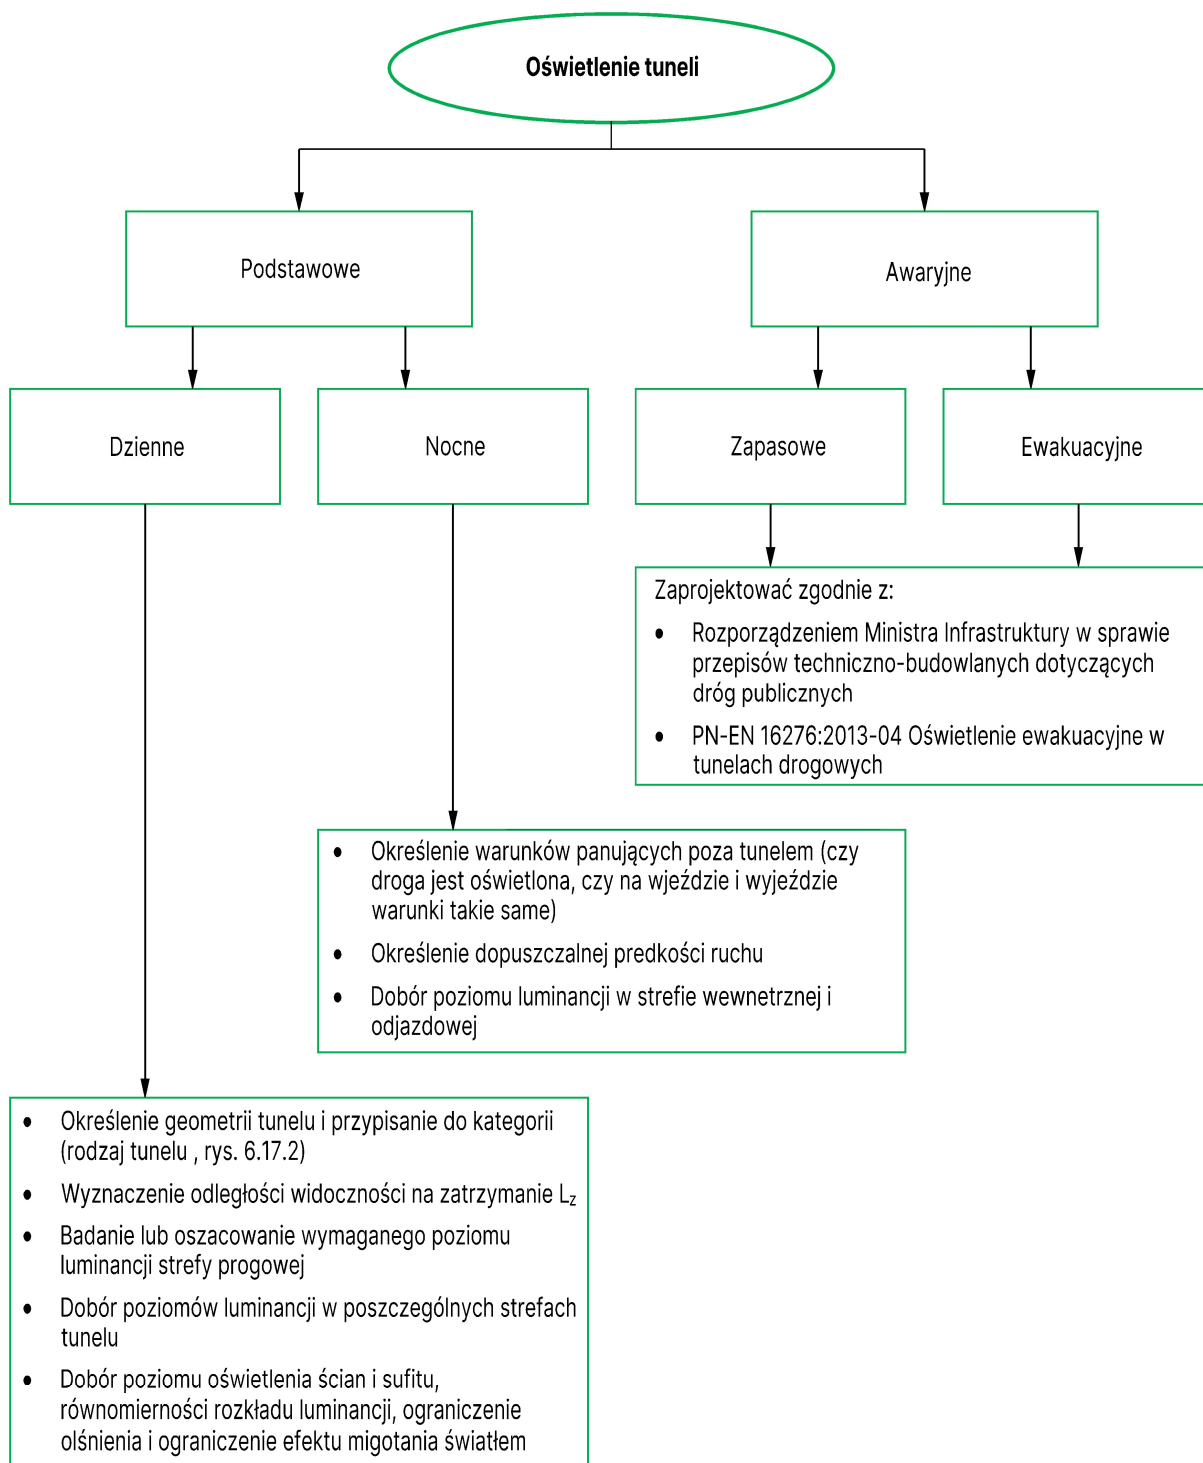 Oświetlenie tuneli
Podstawowe
Awaryjne
Dzienne
Nocne
Zapasowe
Ewakuacyjne
Zaprojektować zgodnie z:
• Rozporządzeniem Ministra Infrastruktury w sprawie
przepisów techniczno-budowlanych dotyczących
dróg publicznych
• PN-EN 16276:2013-04 Oświetlenie ewakuacyjne w
tunelach drogowych
• Określenie warunków panujących poza tunelem (czy
droga jest oświetlona, czy na wjeździe i wyjeździe
warunki takie same)
• Określenie dopuszczalnej predkości ruchu
• Dobór poziomu luminancji w strefie wewnetrznej i
odjazdowej
• Określenie geometrii tunelu i przypisanie do kategorii
(rodzaj tunelu , rys. 6.17.2)
• Wyznaczenie odległości widoczności na zatrzymanie Lz
• Badanie lub oszacowanie wymaganego poziomu
luminancji strefy progowej
• Dobór poziomów luminancji w poszczególnych strefach
tunelu
• Dobór poziomu oświetlenia ścian i sufitu,
równomierności rozkładu luminancji, ograniczenie
olśnienia i ograniczenie efektu migotania światłem